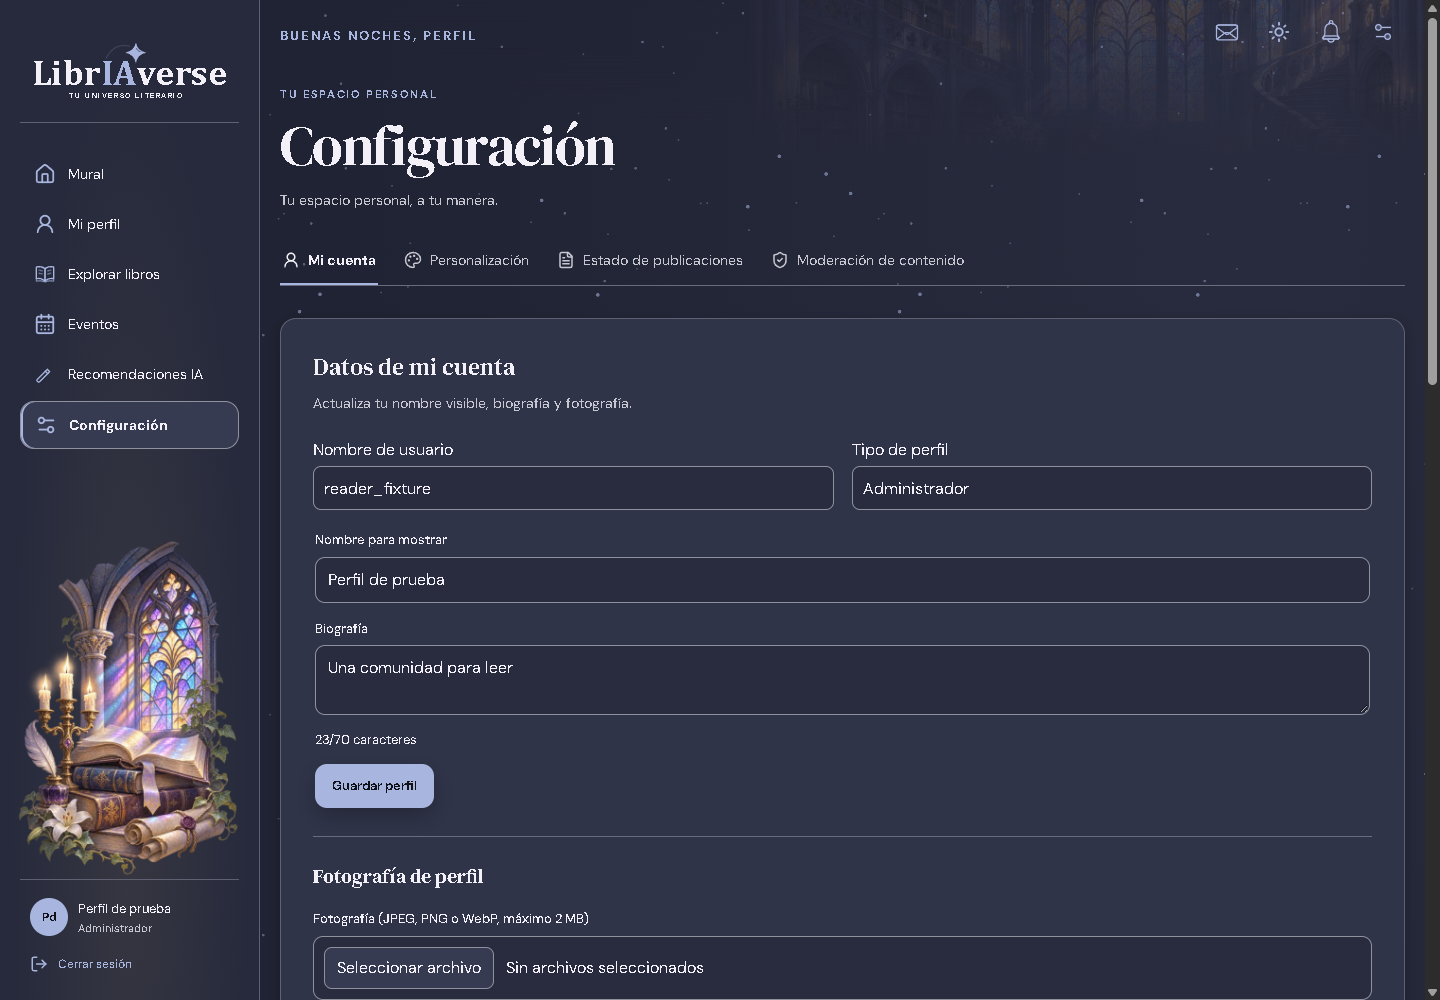 LibrIAverse
TU UNIVERSO LITERARIO
Mural
Mi perfil
Explorar libros
Eventos
Recomendaciones IA
Configuración
Pd
Perfil de prueba
Administrador
Cerrar sesión
BUENAS NOCHES, PERFIL
TU ESPACIO PERSONAL
Configuración
Tu espacio personal, a tu manera.
Mi cuenta
Personalización
Estado de publicaciones
Moderación de contenido
Datos de mi cuenta
Actualiza tu nombre visible, biografía y fotografía.
Nombre de usuario
reader_fixture
Tipo de perfil
Administrador
Nombre para mostrar
Perfil de prueba
Biografía
Una comunidad para leer
23/70 caracteres
Guardar perfil
Fotografía de perfil
Fotografía (JPEG, PNG o WebP, máximo 2 MB)
Seleccionar archivo
Sin archivos seleccionados